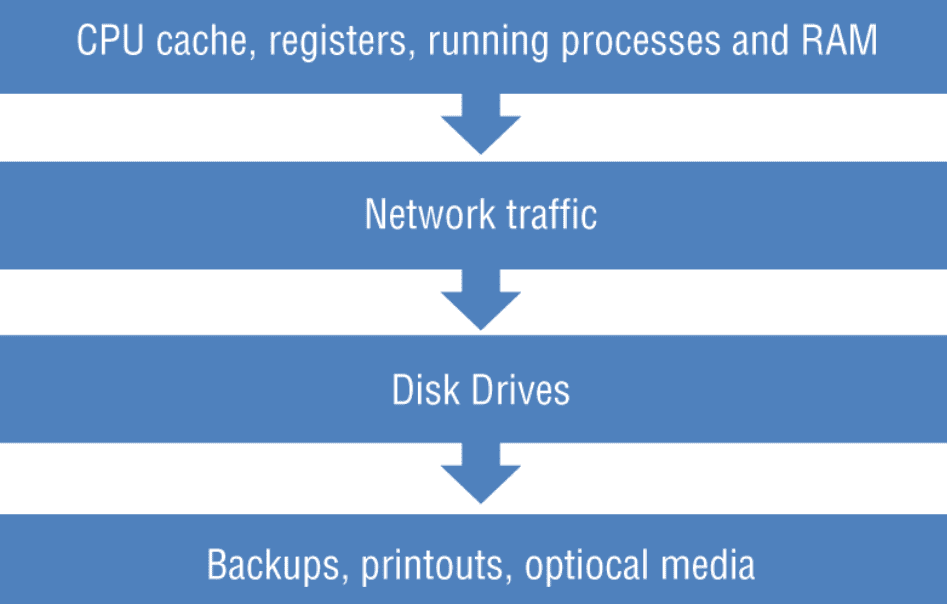 CPU cache, registers, running processes and RAM
Network traffic
Disk Drives
Backups, printouts, optiocal media